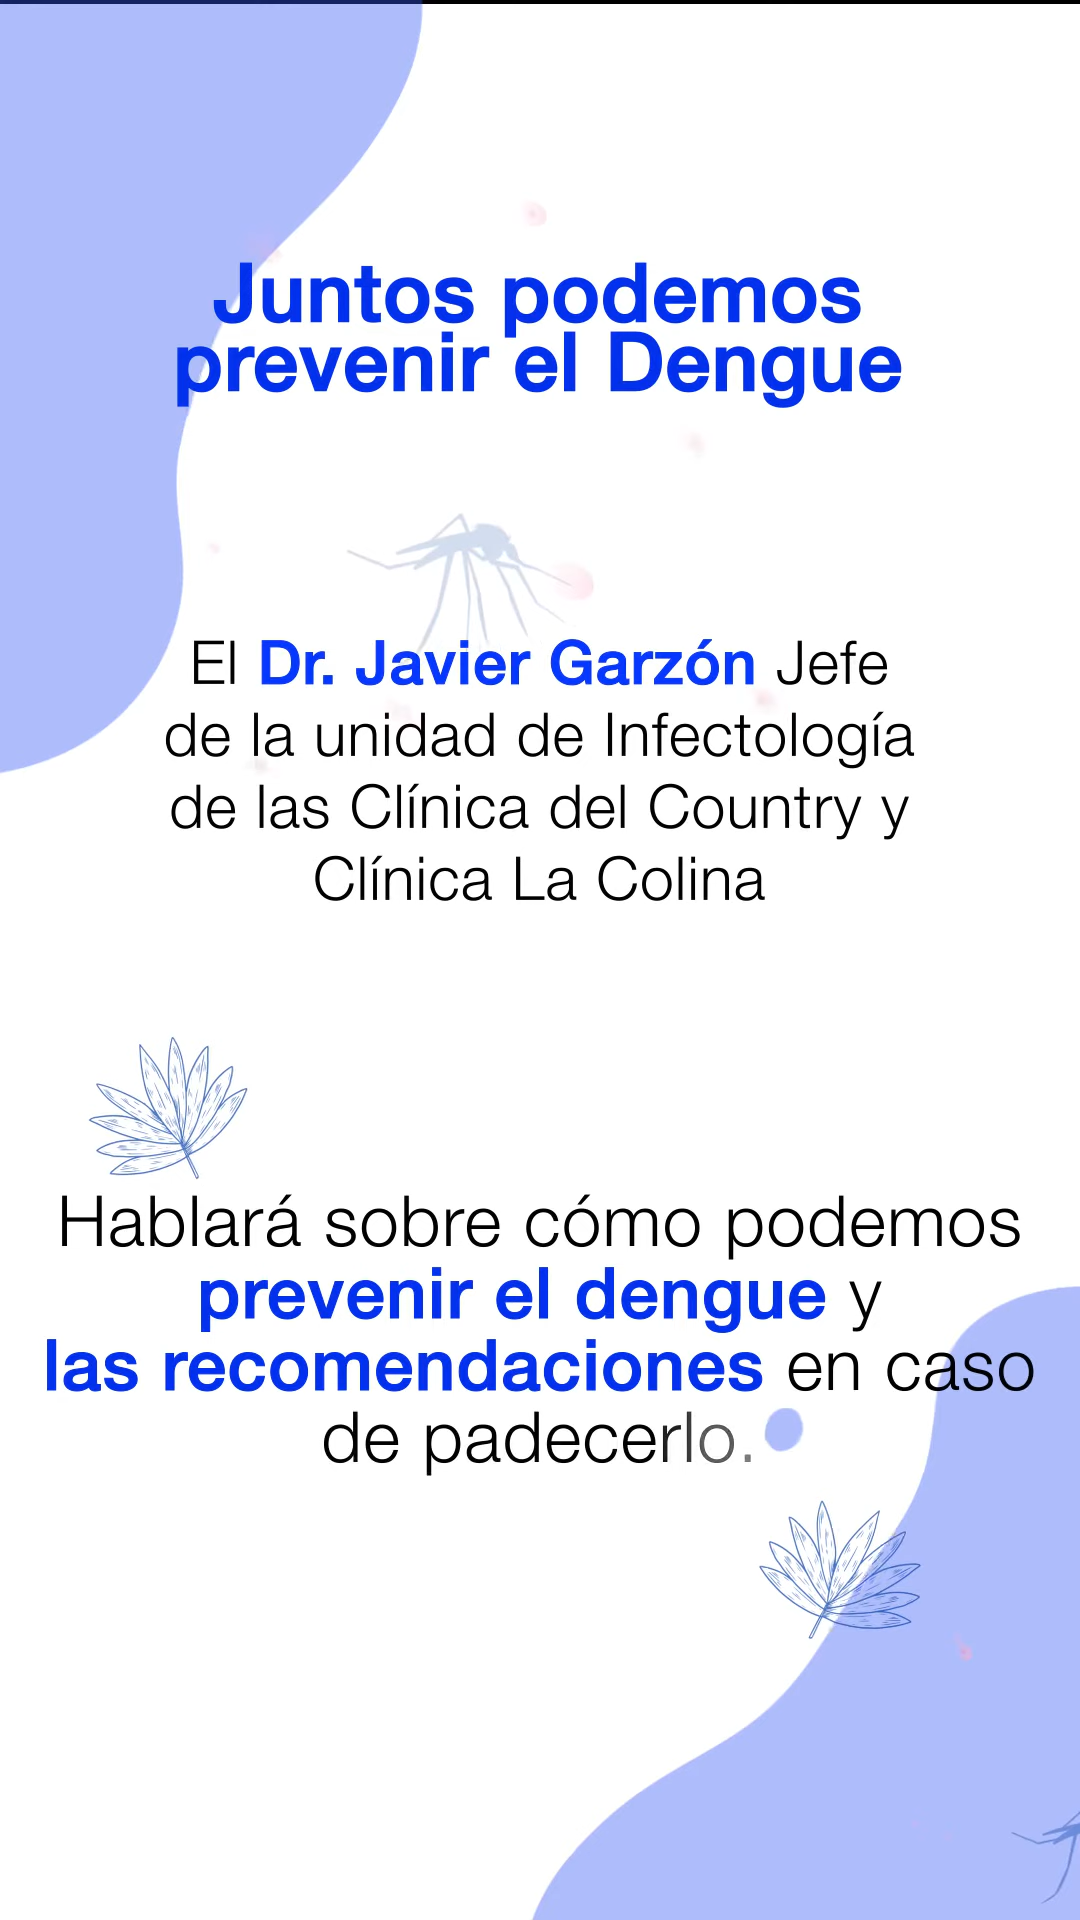 Juntos podemos
prevenir el Dengue
El Dr. Javier Garzón Jefe
de la unidad de Infectología
de las Clínica del Country y
Clínica La Colina
Hablará sobre cómo podemos
prevenir el dengue y
las recomendaciones en caso
de padecerlo.